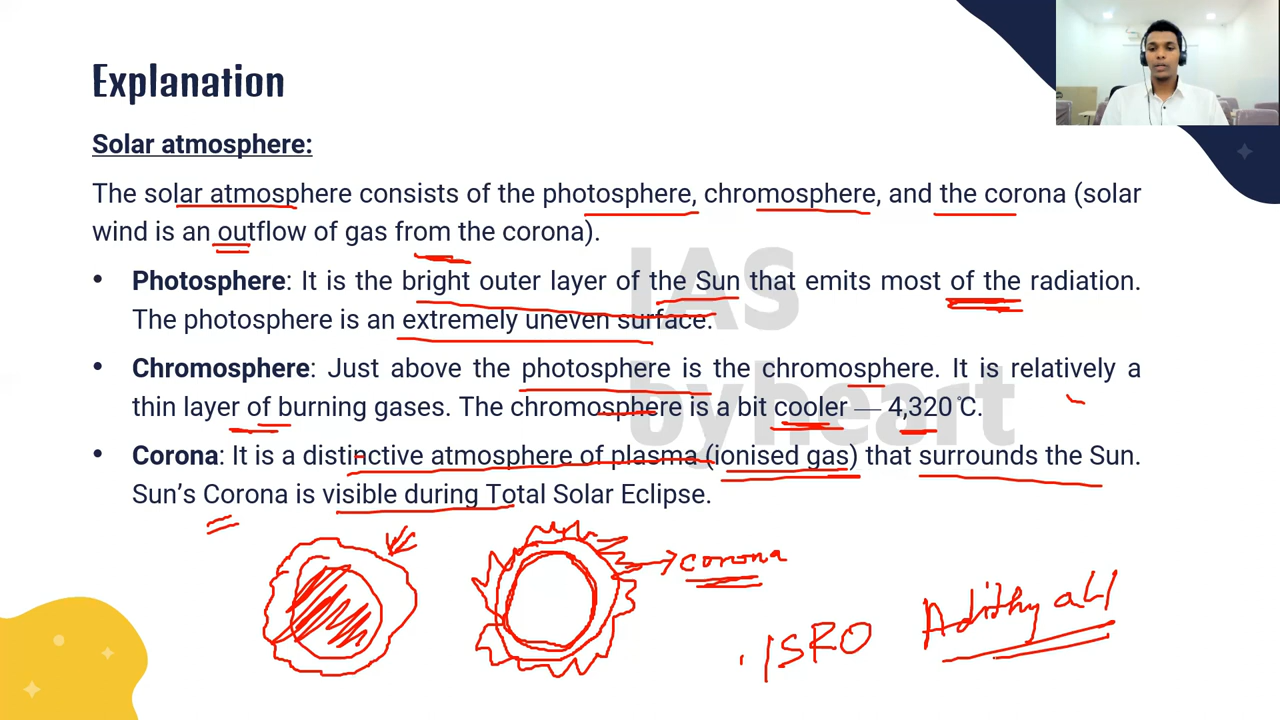 Explanation
Solar atmosphere:
The solar atmosphere consists of the photosphere, chromosphere, and the corona (solar
wind is an outflow of gas from the corona).
• Photosphere: It is the bright outer layer of the Sun that emits most of the radiation.
The photosphere is an extremely uneven surface.
• Chromosphere: Just above the photosphere is the chromosphere. It is relatively a
thin layer of burning gases. The chromosphere is a bit cooler — 4,320°C.
• Corona: It is a distinctive atmosphere of plasma (ionised gas) that surrounds the Sun.
Sun's Corona is visible during Total Solar Eclipse.
IAS
byheart
corona
ISRO
Adithya L1